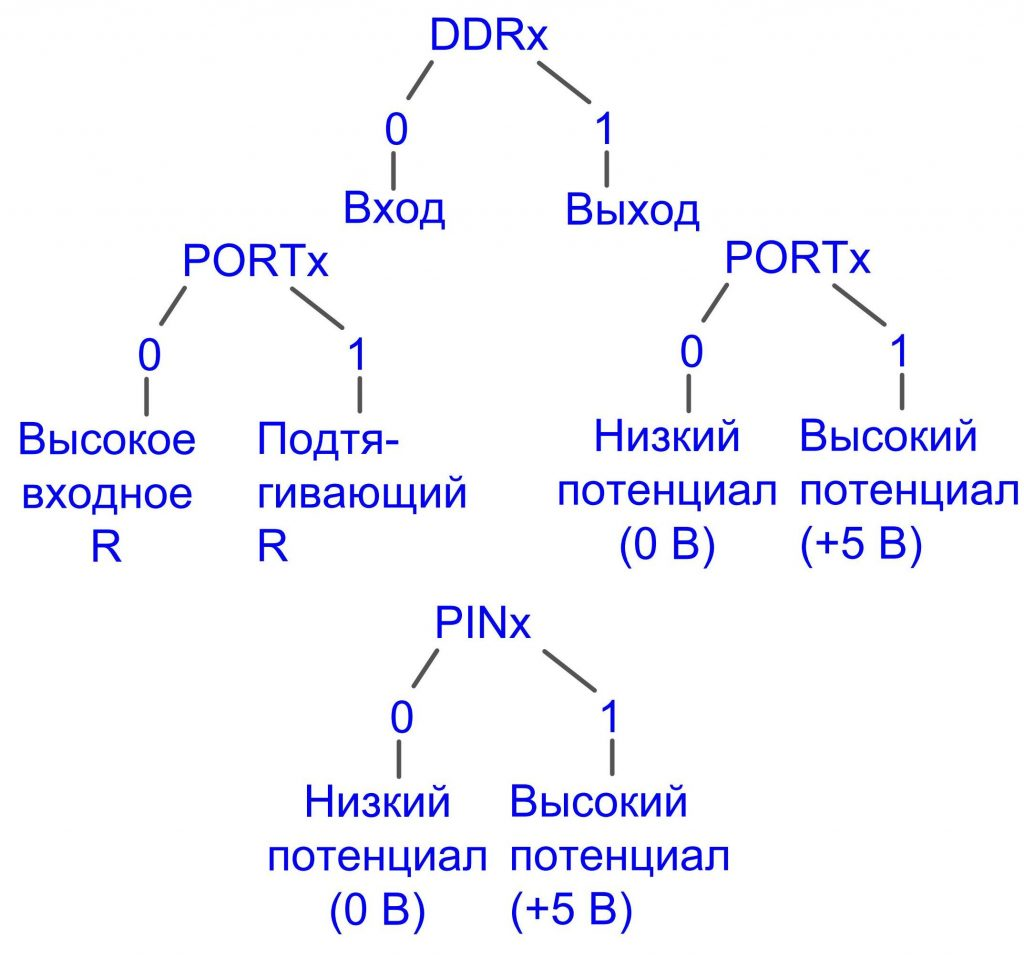 DDRx
0 1
Вход Выход
PORTx PORTx
0 1 0 1
Высокое Подтя- Низкий Высокий
входное гивающий потенциал потенциал
R R (0 В) (+5 В)
PINx
0 1
Низкий Высокий
потенциал потенциал
(0 В) (+5 В)